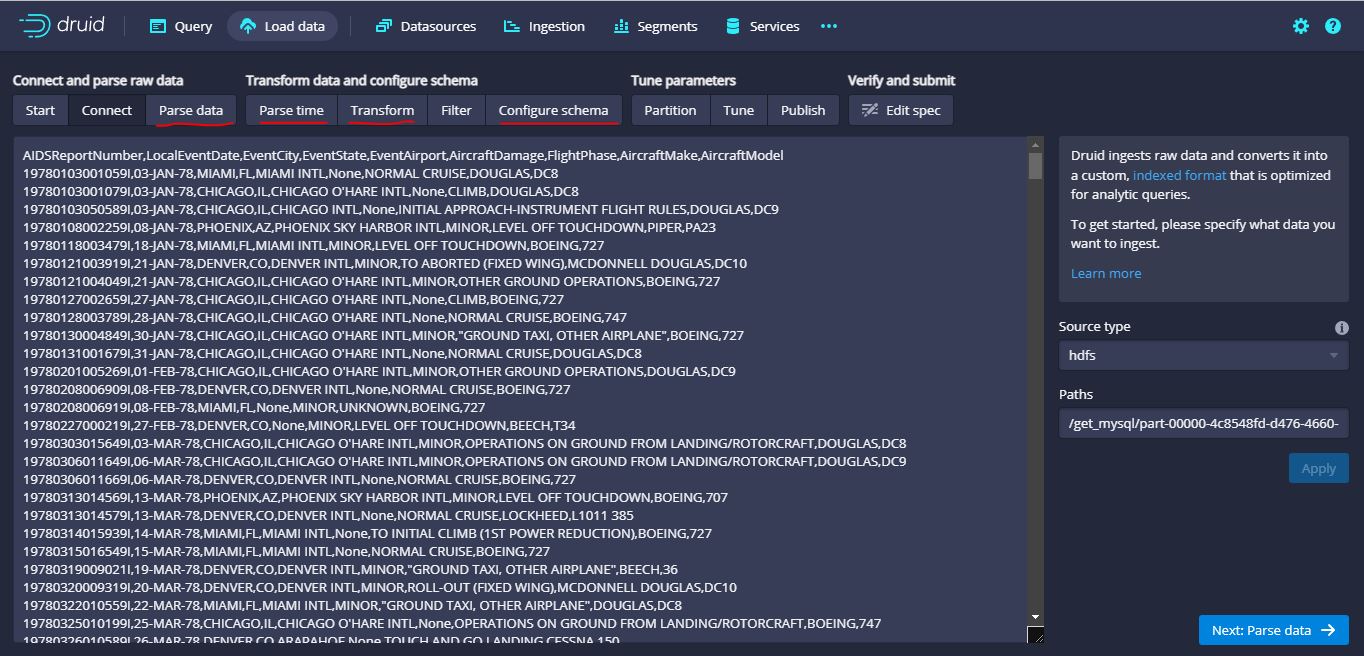 druid
Query
Load data
Datasources
Ingestion
Segments
Services
Connect and parse raw data
Transform data and configure schema
Tune parameters
Verify and submit
Start
Connect
Parse data
Parse time
Transform
Filter
Configure schema
Partition
Tune
Publish
Edit spec
AIDSReportNumber,LocalEventDate,EventCity,EventState,EventAirport,AircraftDamage,FlightPhase,AircraftMake,AircraftModel
19780103001059I,03-JAN-78,MIAMI,FL,MIAMI INTL,None,NORMAL CRUISE,DOUGLAS,DC8
19780103001079I,03-JAN-78,CHICAGO,IL,CHICAGO O'HARE INTL,None,CLIMB,DOUGLAS,DC8
19780103050589I,03-JAN-78,CHICAGO,IL,CHICAGO INTL,None,INITIAL APPROACH-INSTRUMENT FLIGHT RULES,DOUGLAS,DC9
19780108002259I,08-JAN-78,PHOENIX,AZ,PHOENIX SKY HARBOR INTL,MINOR,LEVEL OFF TOUCHDOWN,PIPER,PA23
19780118003479I,18-JAN-78,MIAMI,FL,MIAMI INTL,MINOR,LEVEL OFF TOUCHDOWN,BOEING,727
19780121003919I,21-JAN-78,DENVER,CO,DENVER INTL,MINOR,TO ABORTED (FIXED WING),MCDONNELL DOUGLAS,DC10
19780121004049I,21-JAN-78,CHICAGO,IL,CHICAGO O'HARE INTL,MINOR,OTHER GROUND OPERATIONS,BOEING,727
19780127002659I,27-JAN-78,CHICAGO,IL,CHICAGO O'HARE INTL,None,CLIMB,BOEING,727
19780128003789I,28-JAN-78,CHICAGO,IL,CHICAGO O'HARE INTL,None,NORMAL CRUISE,BOEING,747
19780130004849I,30-JAN-78,CHICAGO,IL,CHICAGO O'HARE INTL,MINOR,"GROUND TAXI, OTHER AIRPLANE",BOEING,727
19780131001679I,31-JAN-78,CHICAGO,IL,CHICAGO O'HARE INTL,None,NORMAL CRUISE,DOUGLAS,DC8
19780201005269I,01-FEB-78,CHICAGO,IL,CHICAGO O'HARE INTL,MINOR,OTHER GROUND OPERATIONS,DOUGLAS,DC9
19780208006909I,08-FEB-78,DENVER,CO,DENVER INTL,None,NORMAL CRUISE,BOEING,727
19780208006919I,08-FEB-78,MIAMI,FL,None,MINOR,UNKNOWN,BOEING,727
19780227000219I,27-FEB-78,DENVER,CO,None,MINOR,LEVEL OFF TOUCHDOWN,BEECH,T34
19780303015649I,03-MAR-78,CHICAGO,IL,CHICAGO O'HARE INTL,MINOR,OPERATIONS ON GROUND FROM LANDING/ROTORCRAFT,DOUGLAS,DC8
19780306011649I,06-MAR-78,CHICAGO,IL,CHICAGO O'HARE INTL,MINOR,OPERATIONS ON GROUND FROM LANDING/ROTORCRAFT,DOUGLAS,DC9
19780306011669I,06-MAR-78,DENVER,CO,DENVER INTL,None,NORMAL CRUISE,BOEING,727
19780313014569I,13-MAR-78,PHOENIX,AZ,PHOENIX SKY HARBOR INTL,MINOR,LEVEL OFF TOUCHDOWN,BOEING,707
19780313014579I,13-MAR-78,DENVER,CO,DENVER INTL,None,NORMAL CRUISE,LOCKHEED,L1011 385
19780314015939I,14-MAR-78,MIAMI,FL,MIAMI INTL,None,TO INITIAL CLIMB (1ST POWER REDUCTION),BOEING,727
19780315016549I,15-MAR-78,MIAMI,FL,MIAMI INTL,None,NORMAL CRUISE,BOEING,727
19780319009021I,19-MAR-78,DENVER,CO,DENVER INTL,MINOR,"GROUND TAXI, OTHER AIRPLANE",BEECH,36
19780320009319I,20-MAR-78,DENVER,CO,DENVER INTL,MINOR,ROLL-OUT (FIXED WING),MCDONNELL DOUGLAS,DC10
19780322010559I,22-MAR-78,MIAMI,FL,MIAMI INTL,MINOR,"GROUND TAXI, OTHER AIRPLANE",DOUGLAS,DC8
19780325010199I,25-MAR-78,CHICAGO,IL,CHICAGO O'HARE INTL,None,OPERATIONS ON GROUND FROM LANDING/ROTORCRAFT,BOEING,747
19780326010589I,26-MAR-78,DENVER,CO,ARAPAHOE,None,TOUCH AND GO LANDING,CESSNA,150
Druid ingests raw data and converts it into
a custom, indexed format that is optimized
for analytic queries.
To get started, please specify what data you
want to ingest.
Learn more
Source type
hdfs
Paths
/get_mysql/part-00000-4c8548fd-d476-4660-
Apply
Next: Parse data